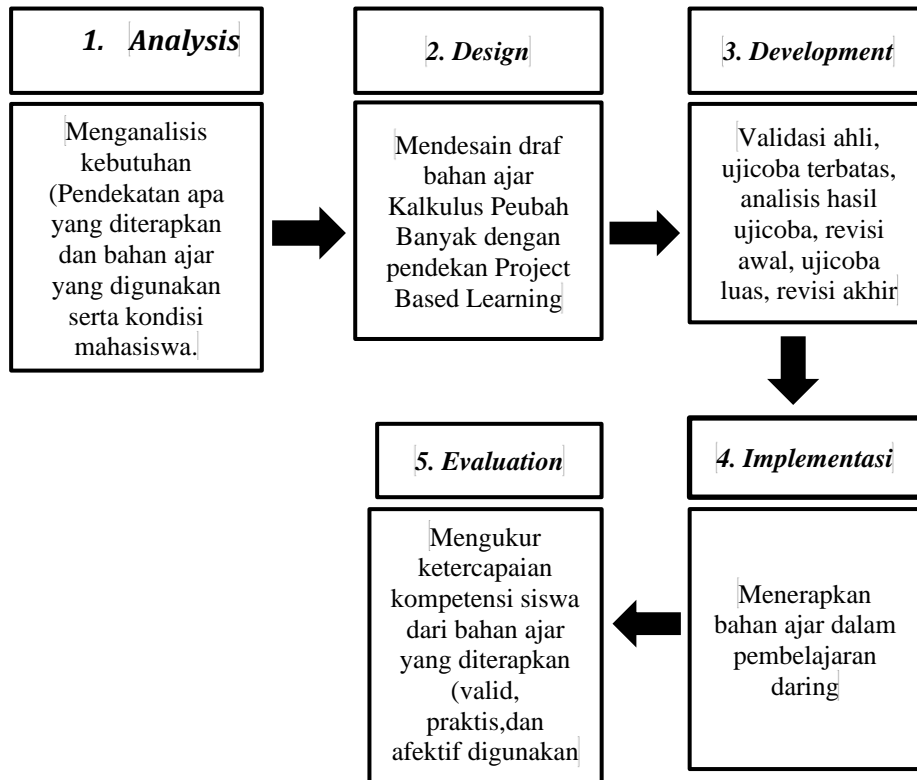 1. Analysis
Menganalisis
kebutuhan
(Pendekatan apa
yang diterapkan
dan bahan ajar
yang digunakan
serta kondisi
mahasiswa.
2. Design
Mendesain draf
bahan ajar
Kalkulus Peubah
Banyak dengan
pendekan Project
Based Learning
3. Development
Validasi ahli,
ujicoba terbatas,
analisis hasil
ujicoba, revisi
awal, ujicoba
luas, revisi akhir
4. Implementasi
Menerapkan
bahan ajar dalam
pembelajaran
daring
5. Evaluation
Mengukur
ketercapaian
kompetensi siswa
dari bahan ajar
yang diterapkan
(valid,
praktis,dan
afektif digunakan